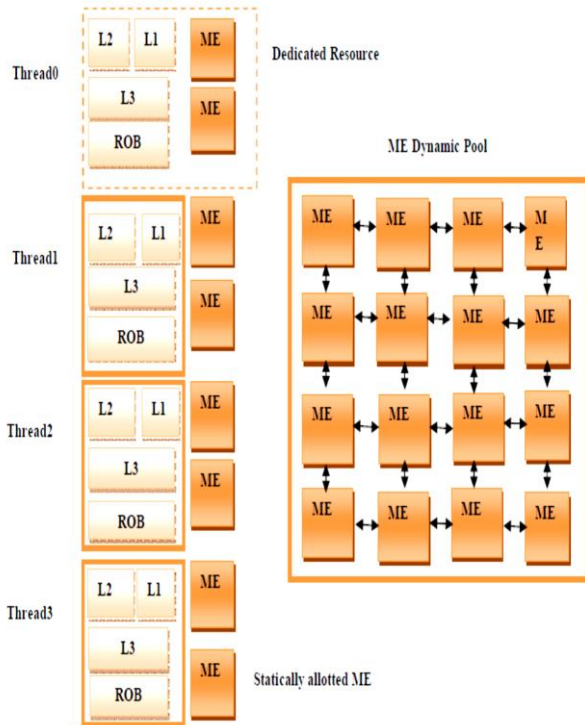 Thread0
L2 L1
L3
ROB
ME
ME
Dedicated Resource
Thread1
L2 L1
L3
ROB
ME
ME
Thread2
L2 L1
L3
ROB
ME
ME
Thread3
L2 L1
L3
ROB
ME
ME
Statically allotted ME
ME Dynamic Pool
ME ME ME M
E
ME ME ME ME
ME ME ME ME
ME ME ME ME